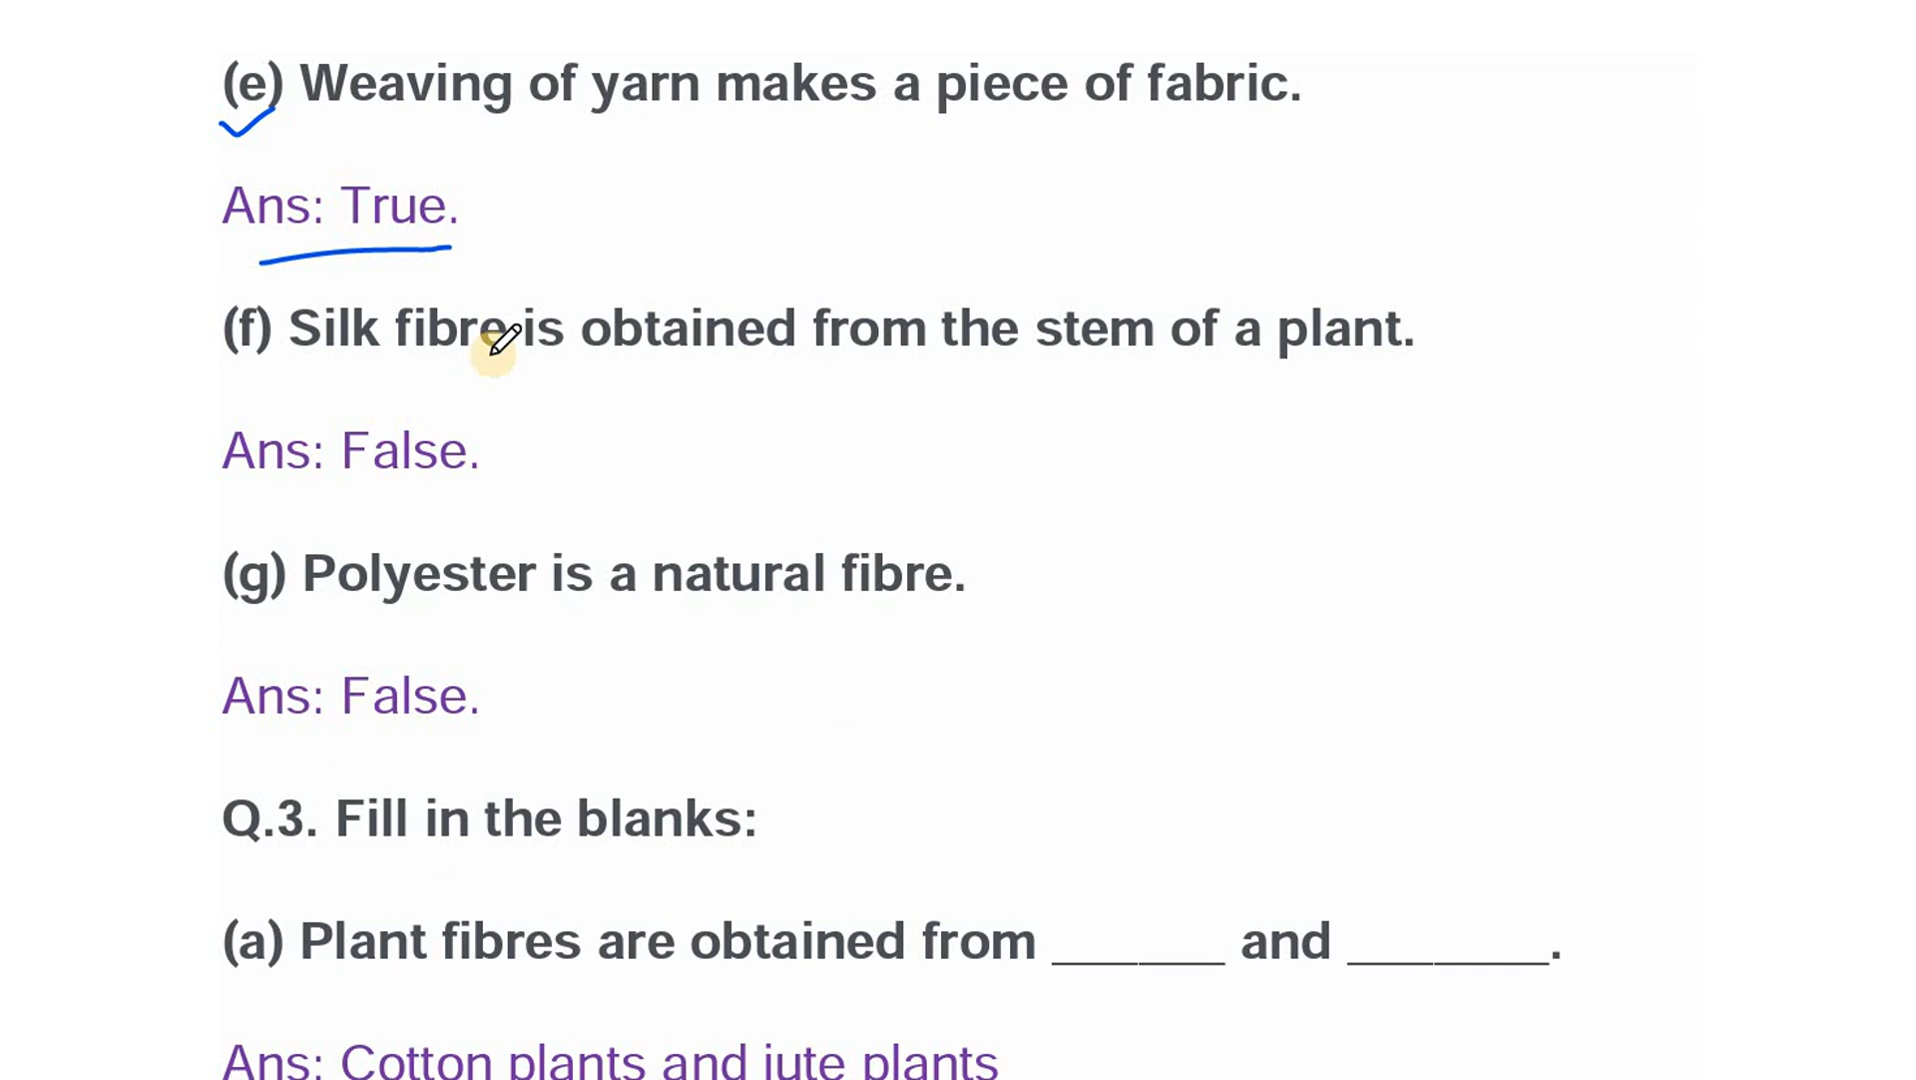 (e) Weaving of yarn makes a piece of fabric.
Ans: True.
(f) Silk fibre is obtained from the stem of a plant.
Ans: False.
(g) Polyester is a natural fibre.
Ans: False.
Q.3. Fill in the blanks:
(a) Plant fibres are obtained from ______ and _______.
Ans: Cotton plants and jute plants